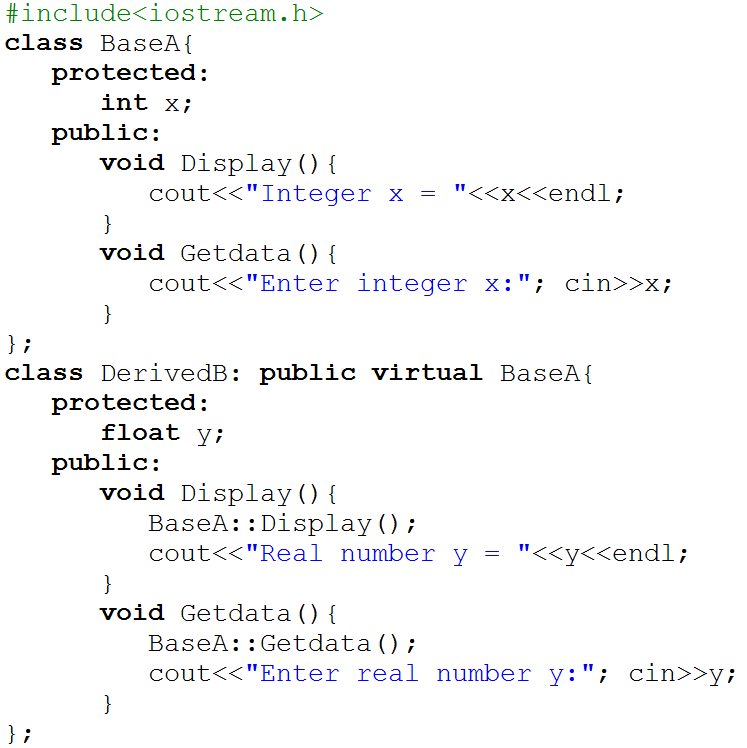 #include<iostream.h>
class BaseA{
   protected:
      int x;
   public:
      void Display(){
         cout<<"Integer x = "<<x<<endl;
      }
      void Getdata(){
         cout<<"Enter integer x:"; cin>>x;
      }
};
class DerivedB: public virtual BaseA{
   protected:
      float y;
   public:
      void Display(){
         BaseA::Display();
         cout<<"Real number y = "<<y<<endl;
      }
      void Getdata(){
         BaseA::Getdata();
         cout<<"Enter real number y:"; cin>>y;
      }
};